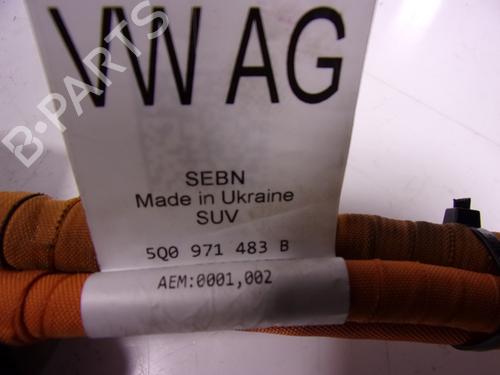 VW AG
B-PARTS
SEBN
Made in Ukraine
SUV
5Q0 971 483 B
AEM:0001,002